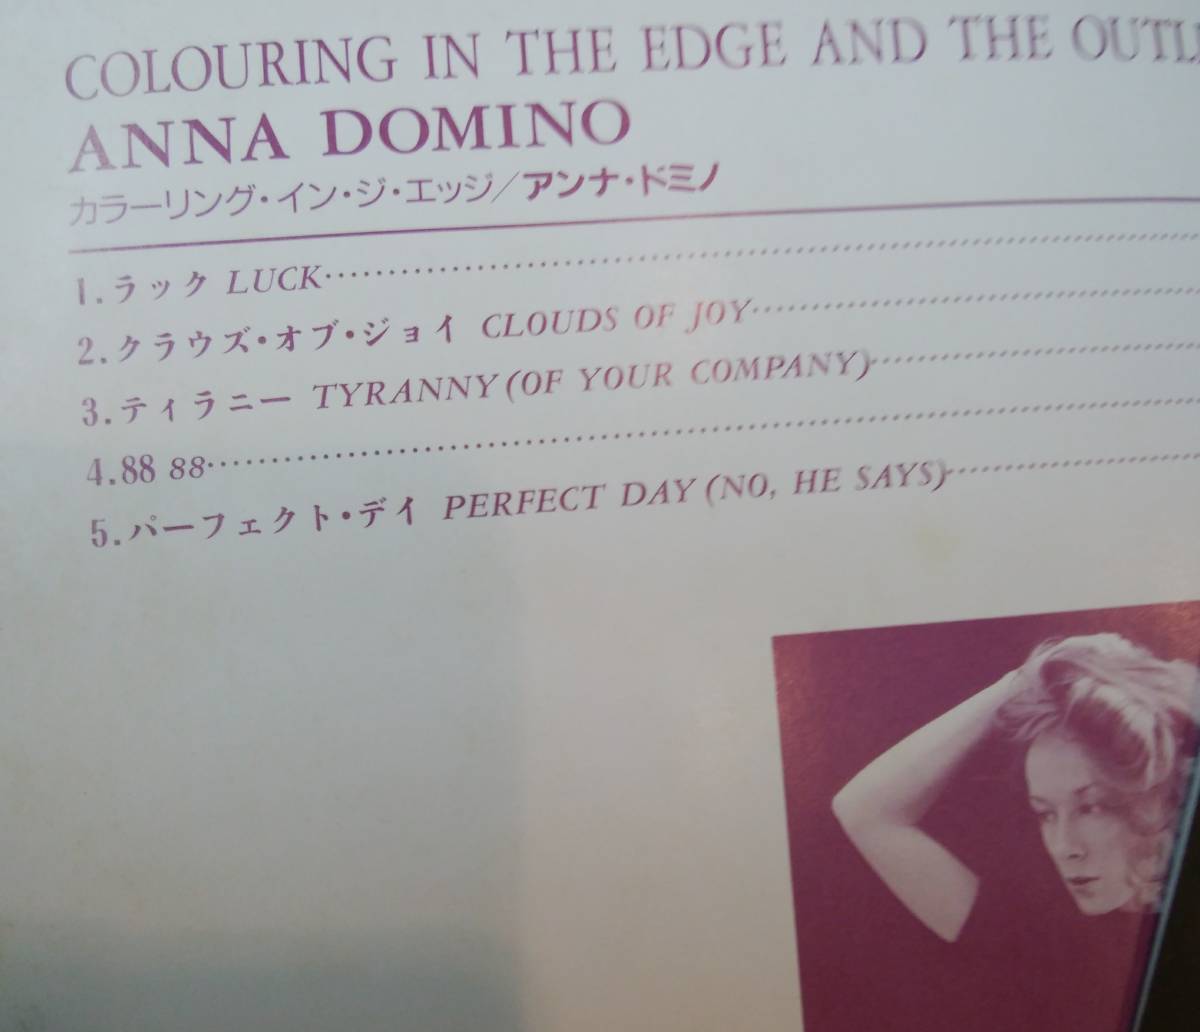 COLOURING IN THE EDGE AND THE OUTL
ANNA DOMINO
カラーリング・イン・ジ・エッジ/アンナ・ドミノ
1.ラック LUCK
2.クラウズ・オブ・ジョイ CLOUDS OF JOY
3.ティラニー TYRANNY (OF YOUR COMPANY)
4.88 88
5.パーフェクト・デイ PERFECT DAY (NO, HE SAYS)